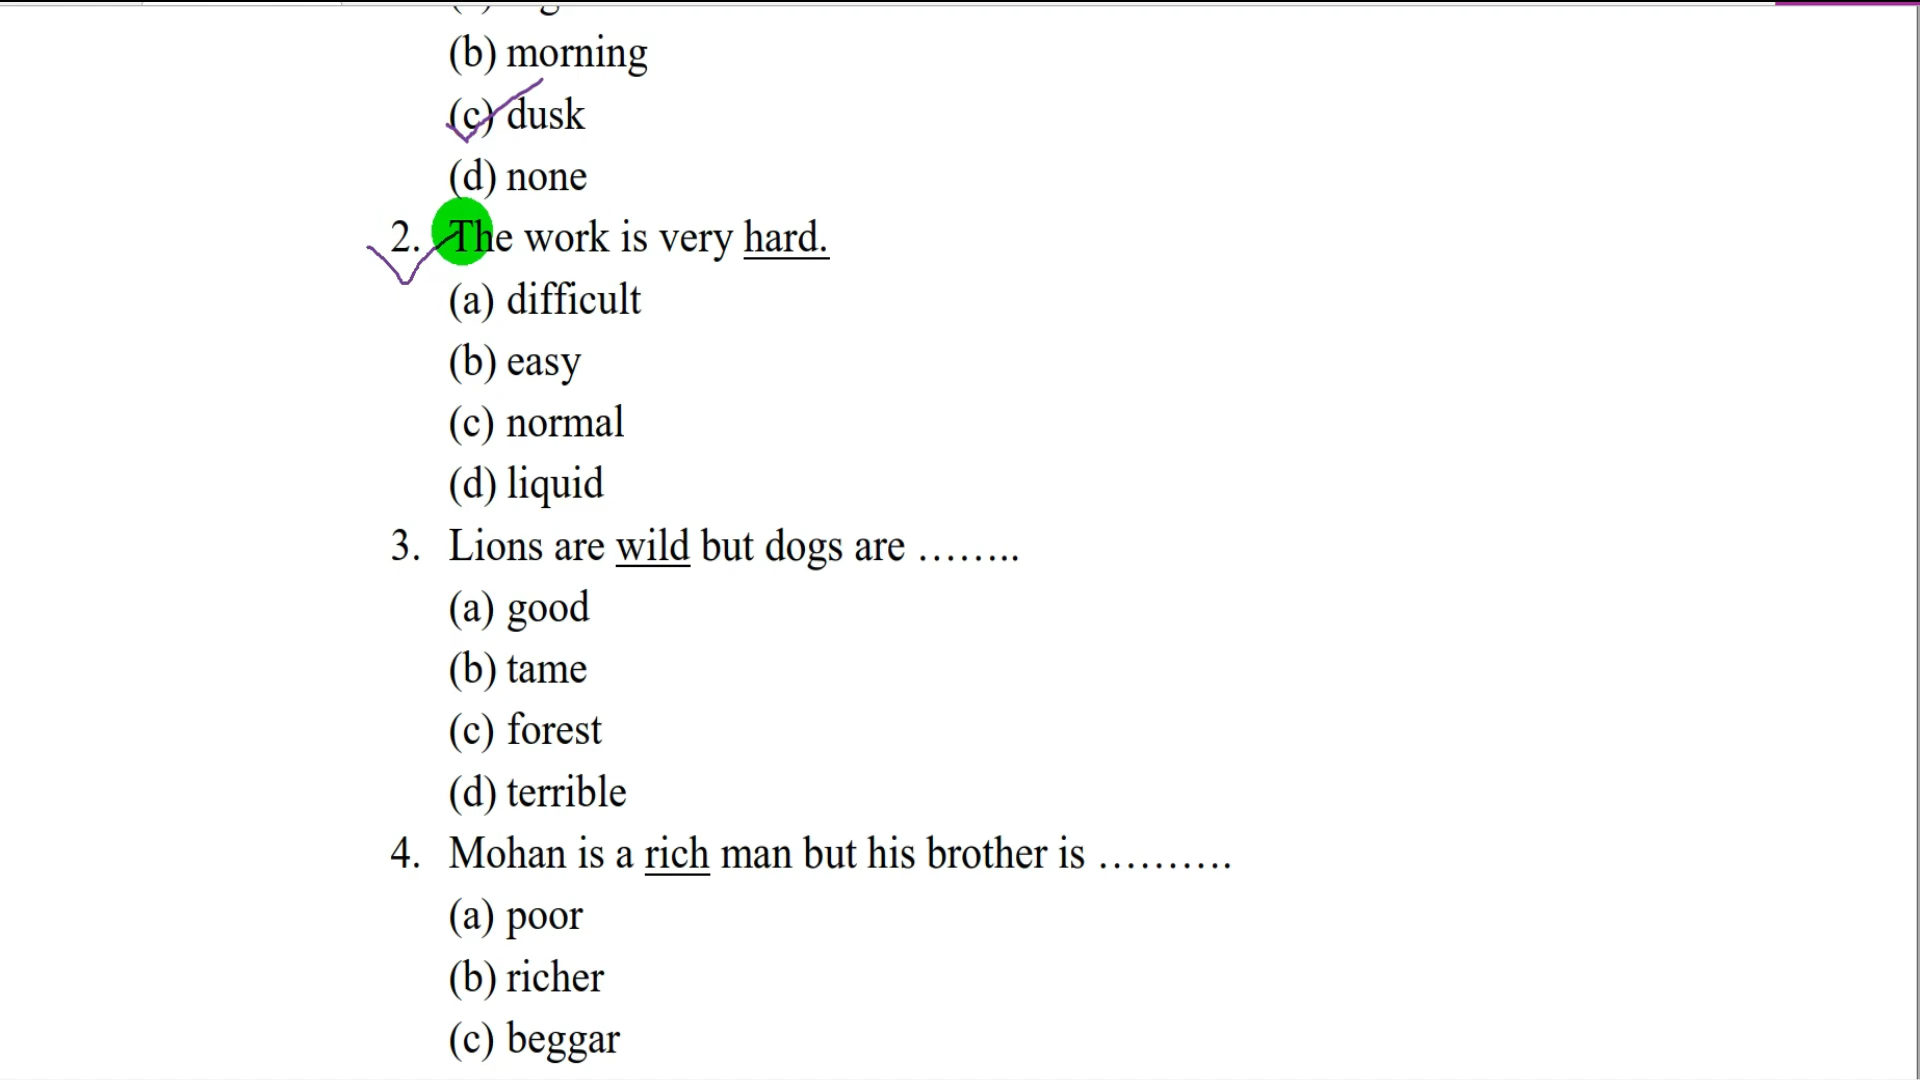 (b) morning
(c) dusk
(d) none
2. The work is very hard.
(a) difficult
(b) easy
(c) normal
(d) liquid
3. Lions are wild but dogs are ……..
(a) good
(b) tame
(c) forest
(d) terrible
4. Mohan is a rich man but his brother is ……….
(a) poor
(b) richer
(c) beggar